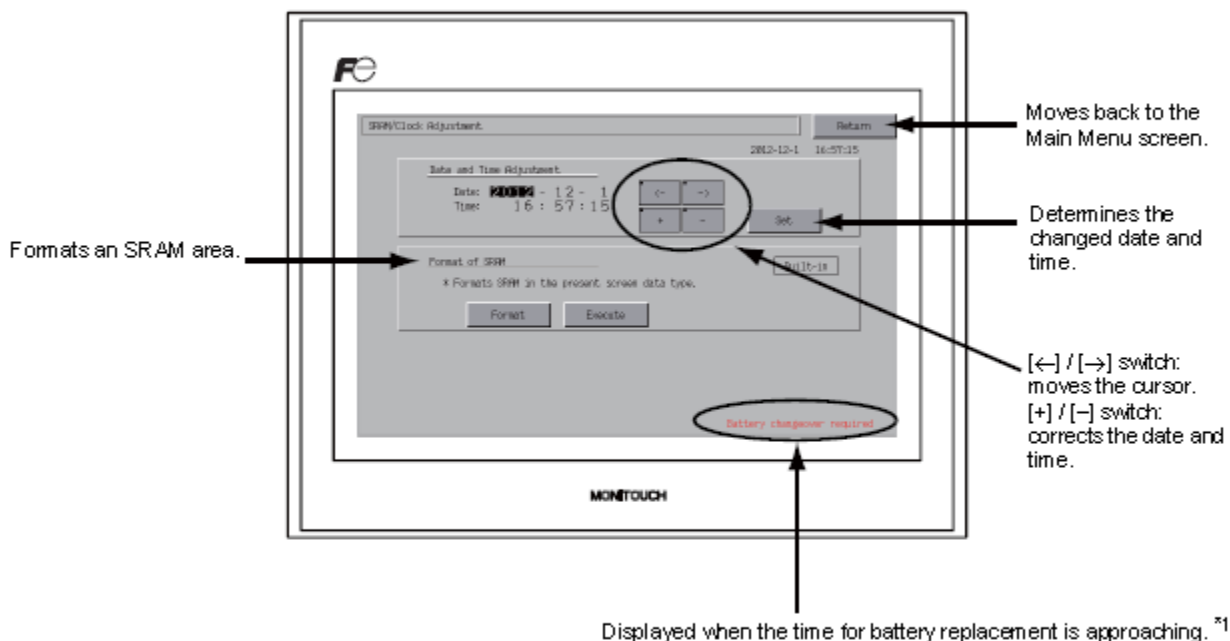 Fe
SRAM/Clock Adjustment
Return
Moves back to the
Main Menu screen.
2012-12-1 16:57:15
Date and Time Adjustment
Date: 2012 - 12 - 1
Time: 16 : 57 : 15
<- ->
+ -
Set
Determines the
changed date and
time.
Formats an SRAM area.
Format of SRAM
Built-in
* Formats SRAM in the present screen data type.
Format
Execute
[←] / [→] switch:
moves the cursor.
[+] / [−] switch:
corrects the date and
time.
Battery changeover required
MONITOUCH
Displayed when the time for battery replacement is approaching. *1